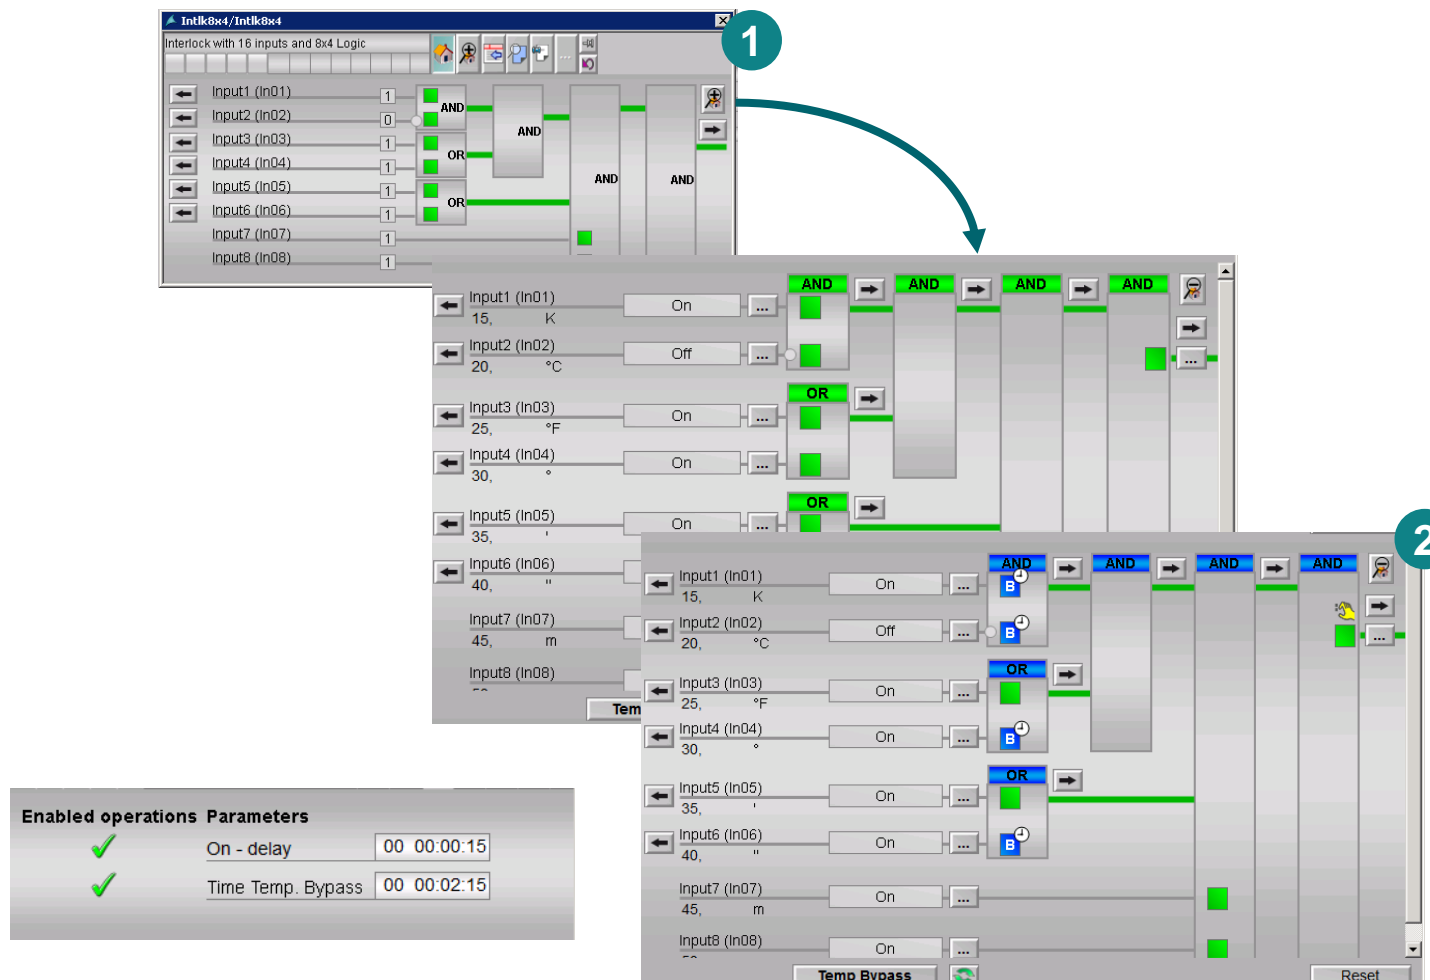 Intlk8x4/Intlk8x4
1
Interlock with 16 inputs and 8x4 Logic
...
Input1 (In01) 1 AND
Input2 (In02) 0 AND
Input3 (In03) 1 OR
Input4 (In04) 1
Input5 (In05) 1 OR AND AND
Input6 (In06) 1
Input7 (In07) 1
Input8 (In08) 1
AND AND AND AND
Input1 (In01) On ...
15, K
Input2 (In02) Off ... ...
20, °C
OR
Input3 (In03) On ...
25, °F
Input4 (In04) On ...
30, °
OR
Input5 (In05) On ...
35, '
Input6 (In06)
40, "
Input7 (In07)
45, m
Input8 (In08)
Tem
2
AND AND AND AND
Input1 (In01) On ... B
15, K
Input2 (In02) Off ... B ...
20, °C
OR
Input3 (In03) On ...
25, °F
Input4 (In04) On ... B
30, °
OR
Input5 (In05) On ...
35, '
Input6 (In06) On ... B
40, "
Input7 (In07) On ...
45, m
Input8 (In08) On ...
Temp Bypass Reset
Enabled operations Parameters
On - delay 00 00:00:15
Time Temp. Bypass 00 00:02:15